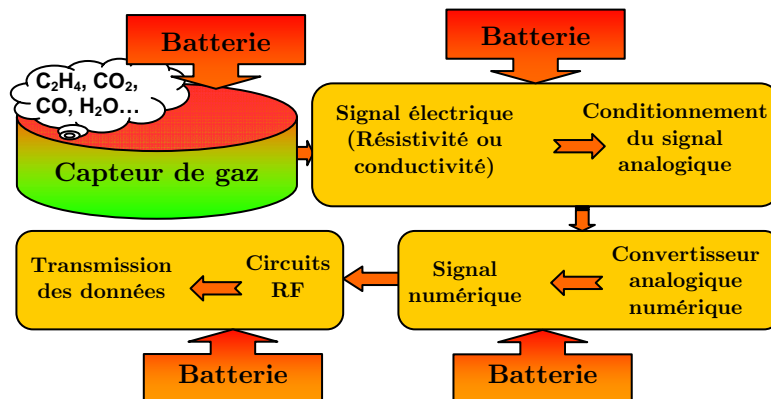 Batterie
Batterie
C₂H₄, CO₂,
CO, H₂O…
Capteur de gaz
Signal électrique
(Résistivité ou
conductivité)
Conditionnement
du signal
analogique
Convertisseur
analogique
numérique
Signal
numérique
Circuits
RF
Transmission
des données
Batterie
Batterie